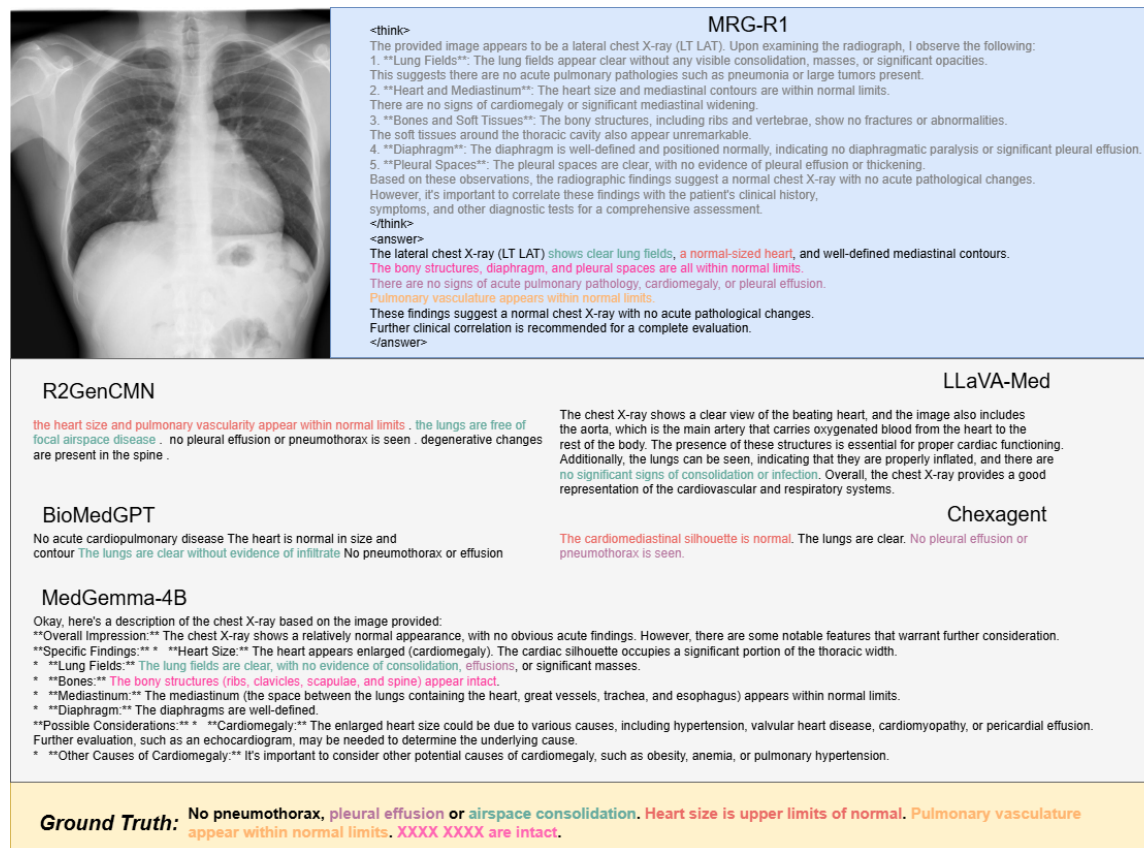 MRG-R1
<think>
The provided image appears to be a lateral chest X-ray (LT LAT). Upon examining the radiograph, I observe the following:
1. **Lung Fields**: The lung fields appear clear without any visible consolidation, masses, or significant opacities.
This suggests there are no acute pulmonary pathologies such as pneumonia or large tumors present.
2. **Heart and Mediastinum**: The heart size and mediastinal contours are within normal limits.
There are no signs of cardiomegaly or significant mediastinal widening.
3. **Bones and Soft Tissues**: The bony structures, including ribs and vertebrae, show no fractures or abnormalities.
The soft tissues around the thoracic cavity also appear unremarkable.
4. **Diaphragm**: The diaphragm is well-defined and positioned normally, indicating no diaphragmatic paralysis or significant pleural effusion.
5. **Pleural Spaces**: The pleural spaces are clear, with no evidence of pleural effusion or thickening.
Based on these observations, the radiographic findings suggest a normal chest X-ray with no acute pathological changes.
However, it's important to correlate these findings with the patient's clinical history,
symptoms, and other diagnostic tests for a comprehensive assessment.
</think>
<answer>
The lateral chest X-ray (LT LAT) shows clear lung fields, a normal-sized heart, and well-defined mediastinal contours.
The bony structures, diaphragm, and pleural spaces are all within normal limits.
There are no signs of acute pulmonary pathology, cardiomegaly, or pleural effusion.
Pulmonary vasculature appears within normal limits.
These findings suggest a normal chest X-ray with no acute pathological changes.
Further clinical correlation is recommended for a complete evaluation.
</answer>
R2GenCMN
the heart size and pulmonary vascularity appear within normal limits . the lungs are free of
focal airspace disease . no pleural effusion or pneumothorax is seen . degenerative changes
are present in the spine .
LLaVA-Med
The chest X-ray shows a clear view of the beating heart, and the image also includes
the aorta, which is the main artery that carries oxygenated blood from the heart to the
rest of the body. The presence of these structures is essential for proper cardiac functioning.
Additionally, the lungs can be seen, indicating that they are properly inflated, and there are
no significant signs of consolidation or infection. Overall, the chest X-ray provides a good
representation of the cardiovascular and respiratory systems.
BioMedGPT
No acute cardiopulmonary disease The heart is normal in size and
contour The lungs are clear without evidence of infiltrate No pneumothorax or effusion
Chexagent
The cardiomediastinal silhouette is normal. The lungs are clear. No pleural effusion or
pneumothorax is seen.
MedGemma-4B
Okay, here's a description of the chest X-ray based on the image provided:
**Overall Impression:** The chest X-ray shows a relatively normal appearance, with no obvious acute findings. However, there are some notable features that warrant further consideration.
**Specific Findings:** * **Heart Size:** The heart appears enlarged (cardiomegaly). The cardiac silhouette occupies a significant portion of the thoracic width.
* **Lung Fields:** The lung fields are clear, with no evidence of consolidation, effusions, or significant masses.
* **Bones:** The bony structures (ribs, clavicles, scapulae, and spine) appear intact.
* **Mediastinum:** The mediastinum (the space between the lungs containing the heart, great vessels, trachea, and esophagus) appears within normal limits.
* **Diaphragm:** The diaphragms are well-defined.
**Possible Considerations:** * **Cardiomegaly:** The enlarged heart size could be due to various causes, including hypertension, valvular heart disease, cardiomyopathy, or pericardial effusion.
Further evaluation, such as an echocardiogram, may be needed to determine the underlying cause.
* **Other Causes of Cardiomegaly:** It's important to consider other potential causes of cardiomegaly, such as obesity, anemia, or pulmonary hypertension.
Ground Truth: No pneumothorax, pleural effusion or airspace consolidation. Heart size is upper limits of normal. Pulmonary vasculature
appear within normal limits. XXXX XXXX are intact.